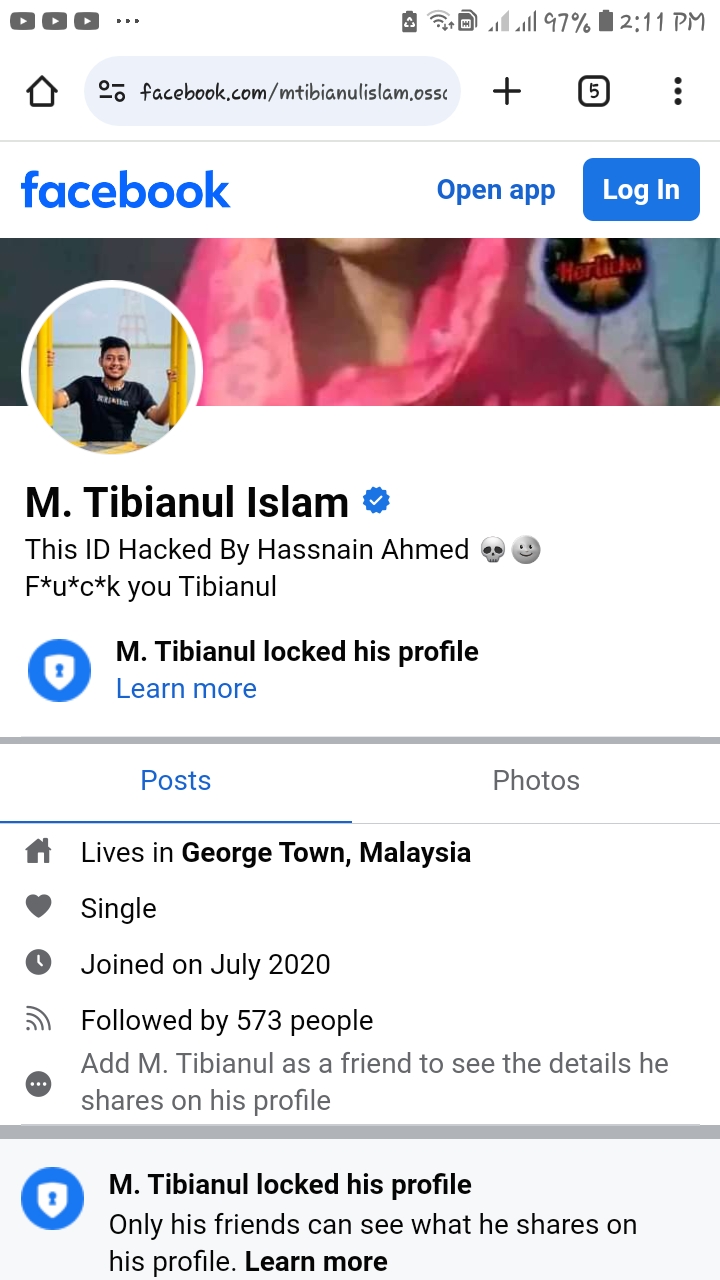 97% 2:11 PM
facebook.com/mtibianulislam.oss
5
facebook
Open app
Log In
Horlicks
M. Tibianul Islam
This ID Hacked By Hassnain Ahmed 💀🌝
F*u*c*k you Tibianul
M. Tibianul locked his profile
Learn more
Posts
Photos
Lives in George Town, Malaysia
Single
Joined on July 2020
Followed by 573 people
Add M. Tibianul as a friend to see the details he
shares on his profile
M. Tibianul locked his profile
Only his friends can see what he shares on
his profile. Learn more